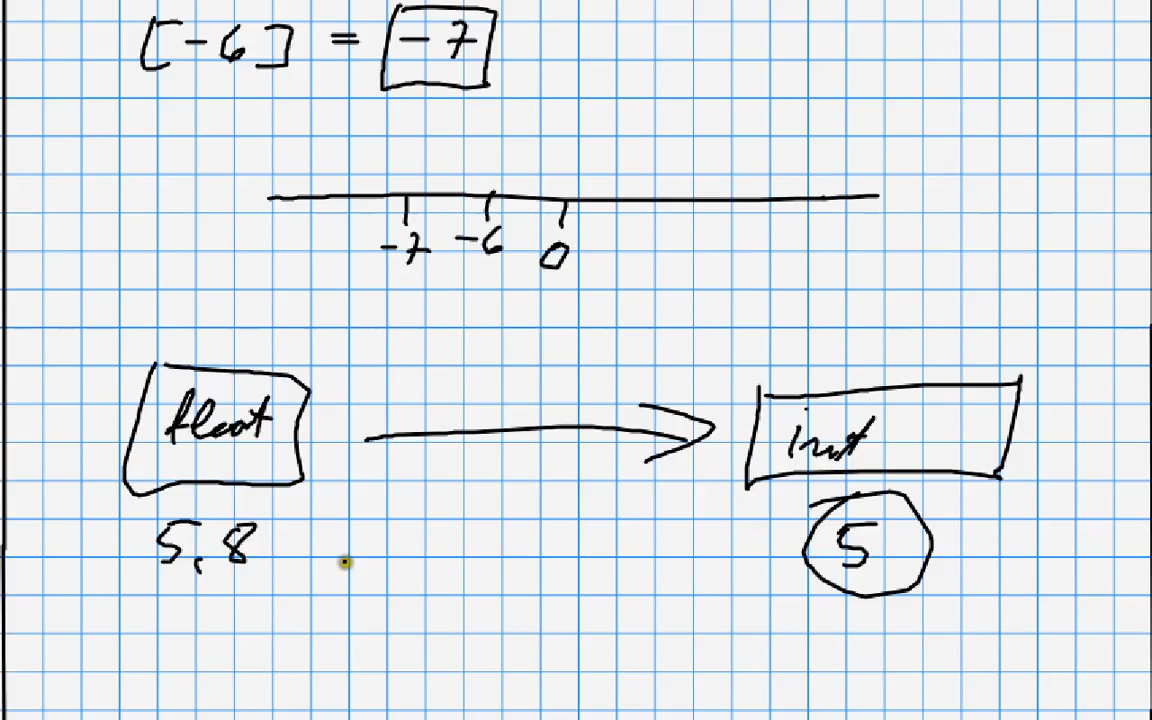 [-6] = -7
-7 -6 0
float int
5,8 5